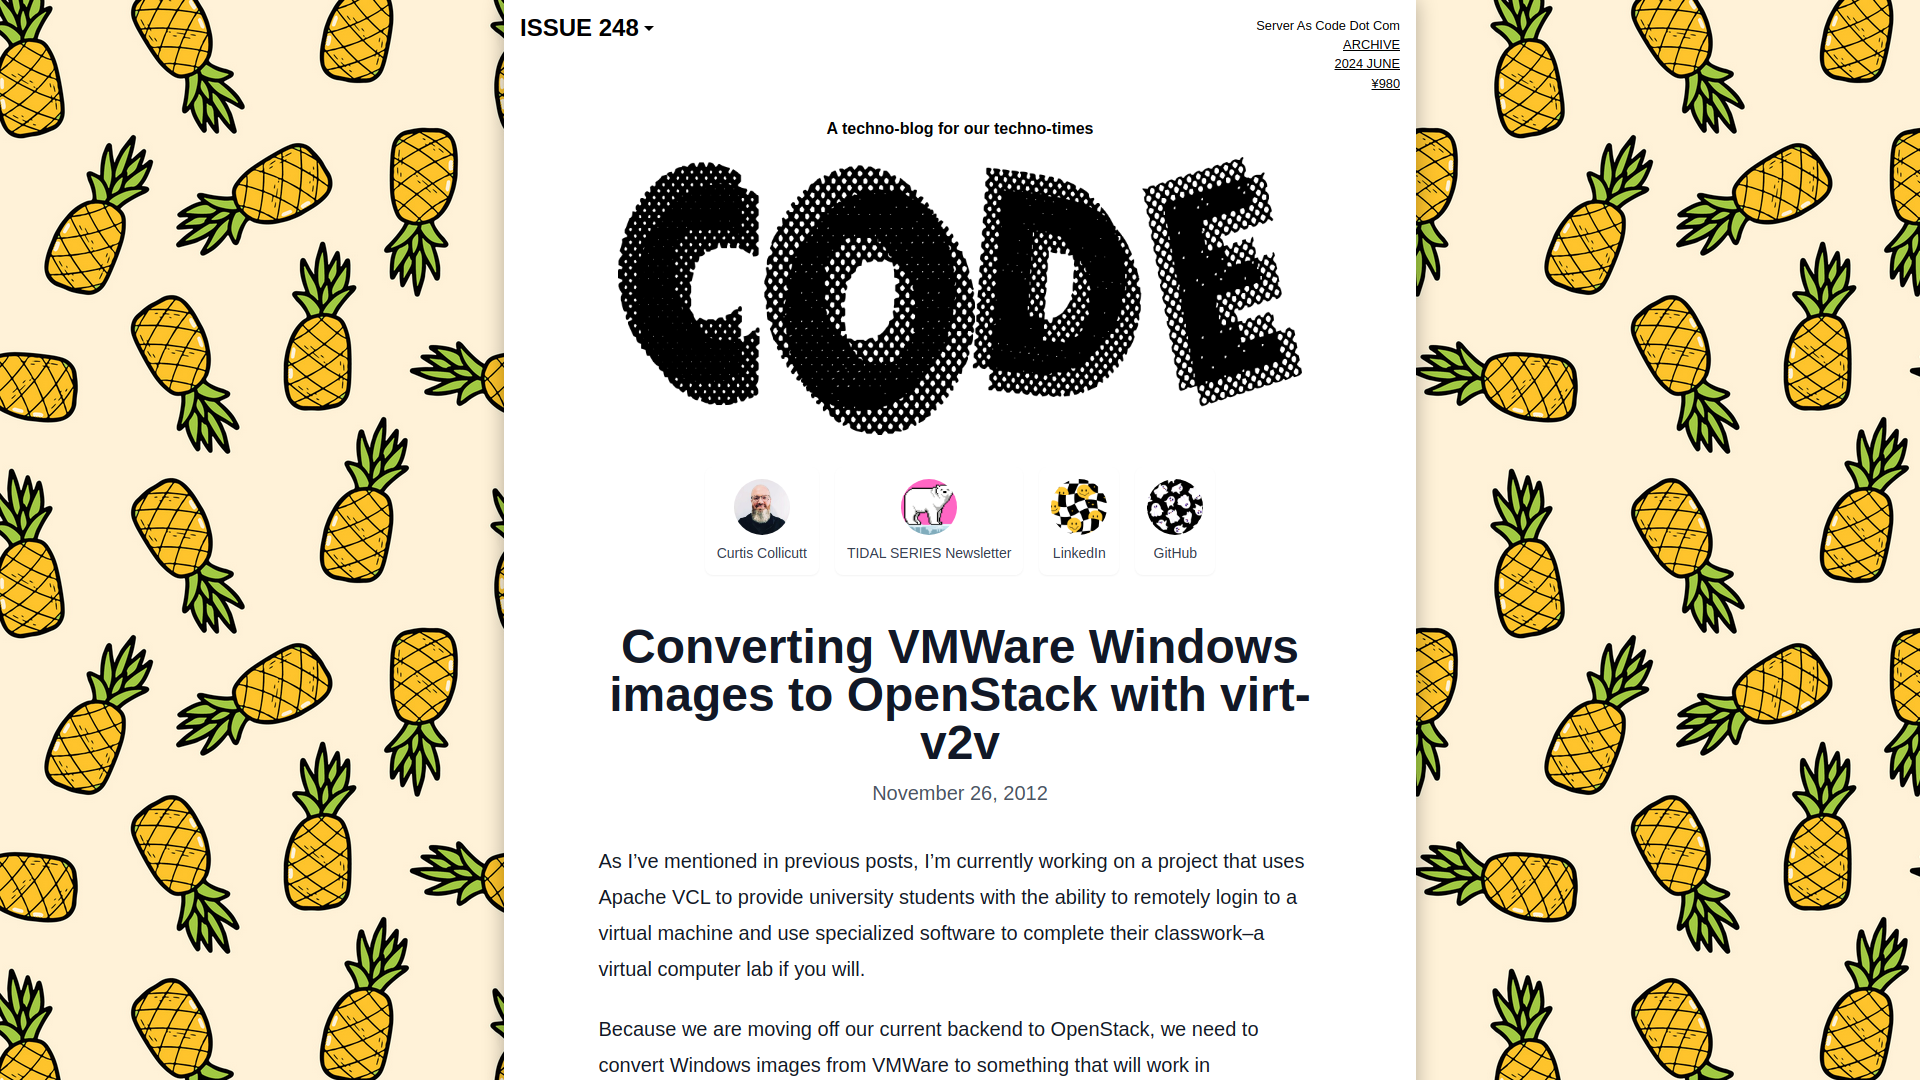 ISSUE 248
Server As Code Dot Com
ARCHIVE
2024 JUNE
¥980
A techno-blog for our techno-times
CODE
Curtis Collicutt
TIDAL SERIES Newsletter
LinkedIn
GitHub
Converting VMWare Windows
images to OpenStack with virt-
v2v
November 26, 2012
As I’ve mentioned in previous posts, I’m currently working on a project that uses
Apache VCL to provide university students with the ability to remotely login to a
virtual machine and use specialized software to complete their classwork–a
virtual computer lab if you will.
Because we are moving off our current backend to OpenStack, we need to
convert Windows images from VMWare to something that will work in